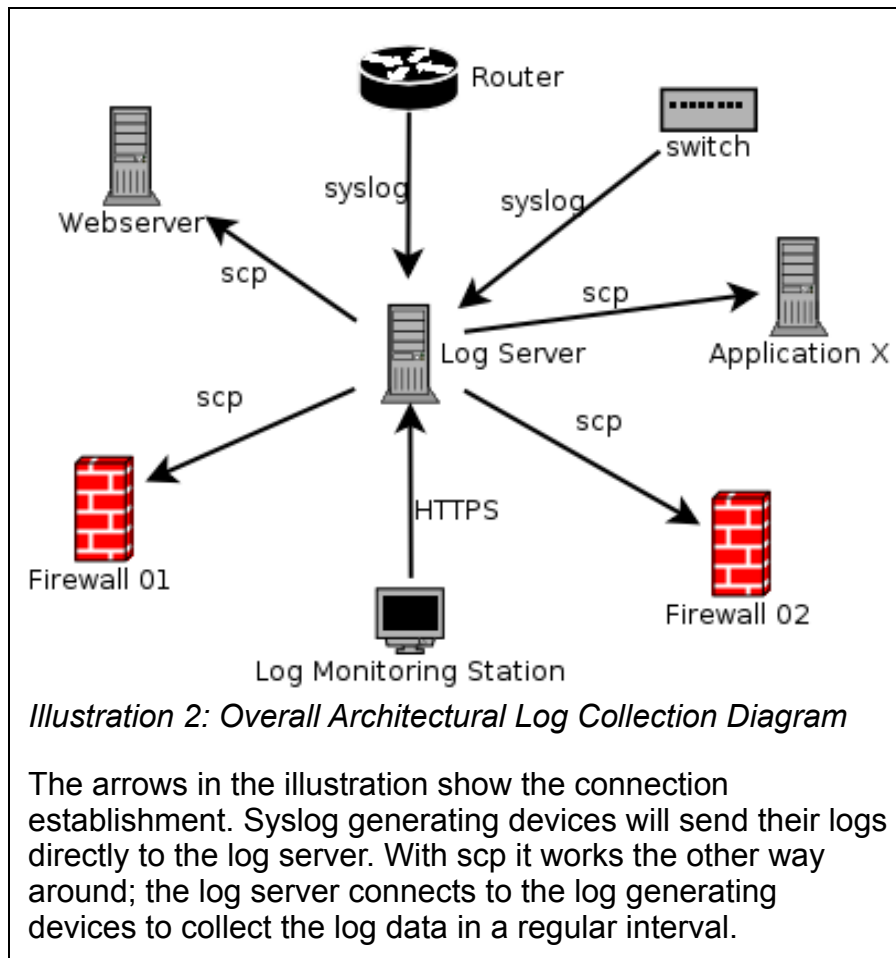 Router
switch
syslog
syslog
Webserver
scp
scp
Log Server
Application X
scp
scp
HTTPS
Firewall 01
Firewall 02
Log Monitoring Station
Illustration 2: Overall Architectural Log Collection Diagram
The arrows in the illustration show the connection
establishment. Syslog generating devices will send their logs
directly to the log server. With scp it works the other way
around; the log server connects to the log generating
devices to collect the log data in a regular interval.